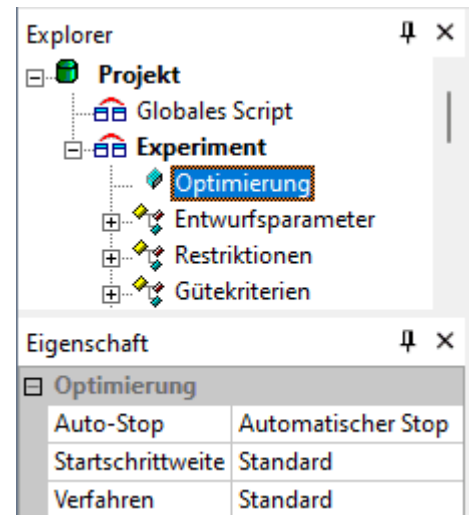 Explorer
Projekt
Globales Script
Experiment
Optimierung
Entwurfsparameter
Restriktionen
Gütekriterien
Eigenschaft
Optimierung
Auto-Stop Automatischer Stop
Startschrittweite Standard
Verfahren Standard